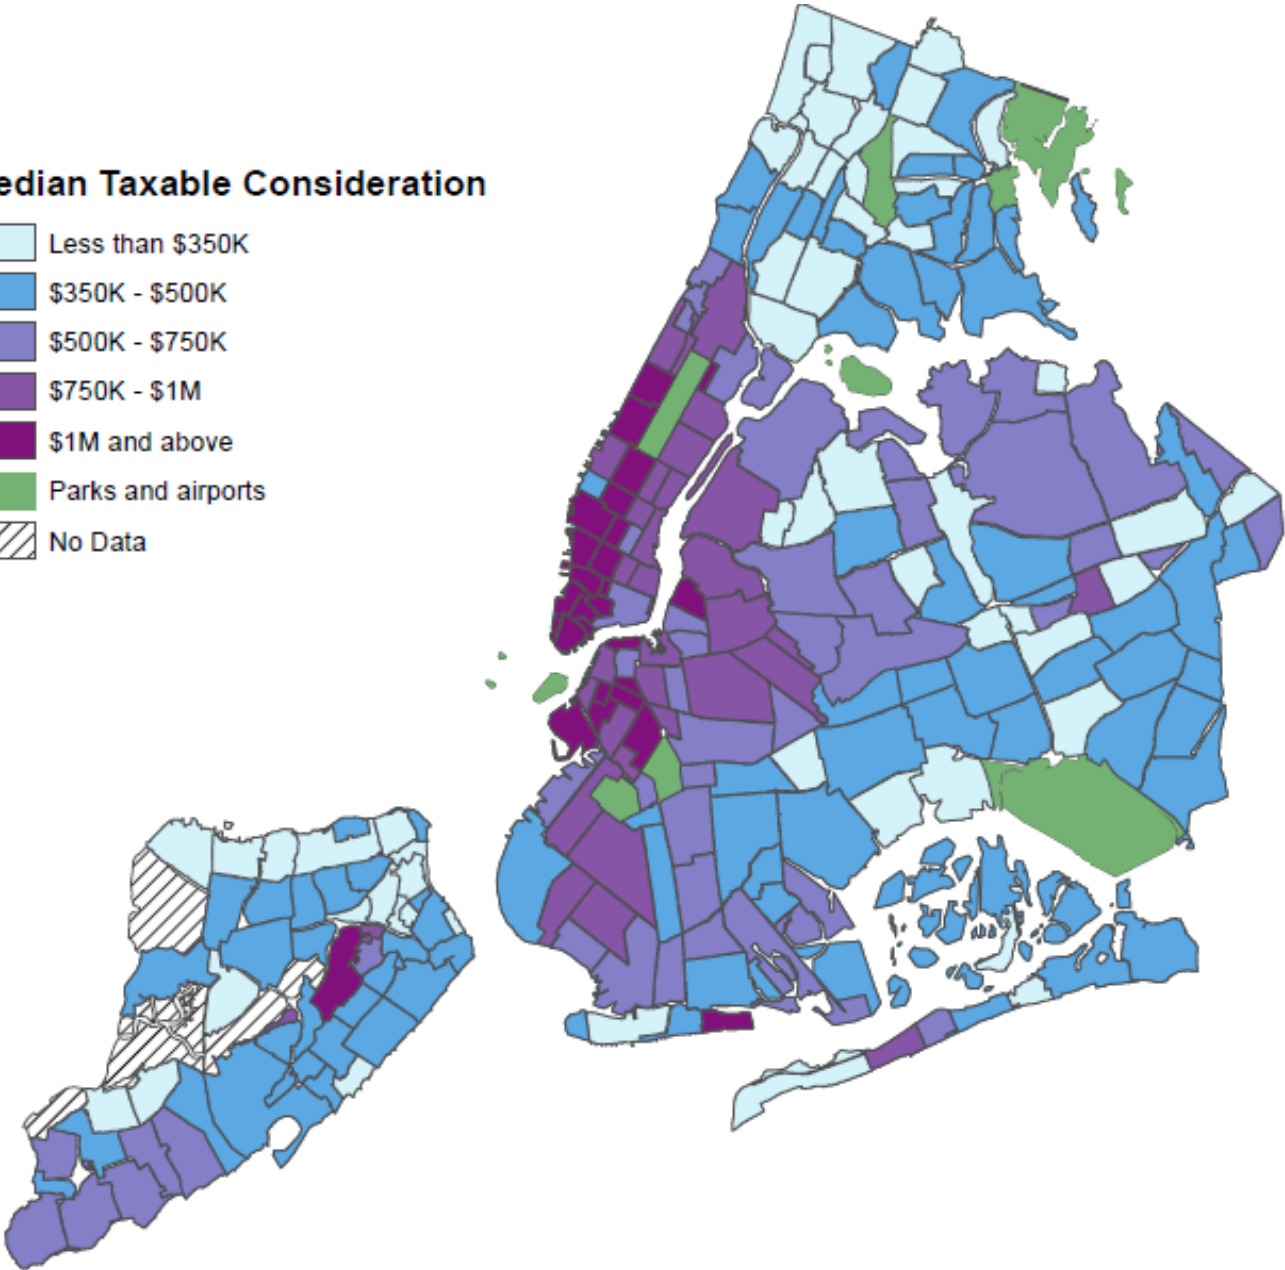 edian Taxable Consideration
Less than $350K
$350K - $500K
$500K - $750K
$750K - $1M
$1M and above
Parks and airports
No Data